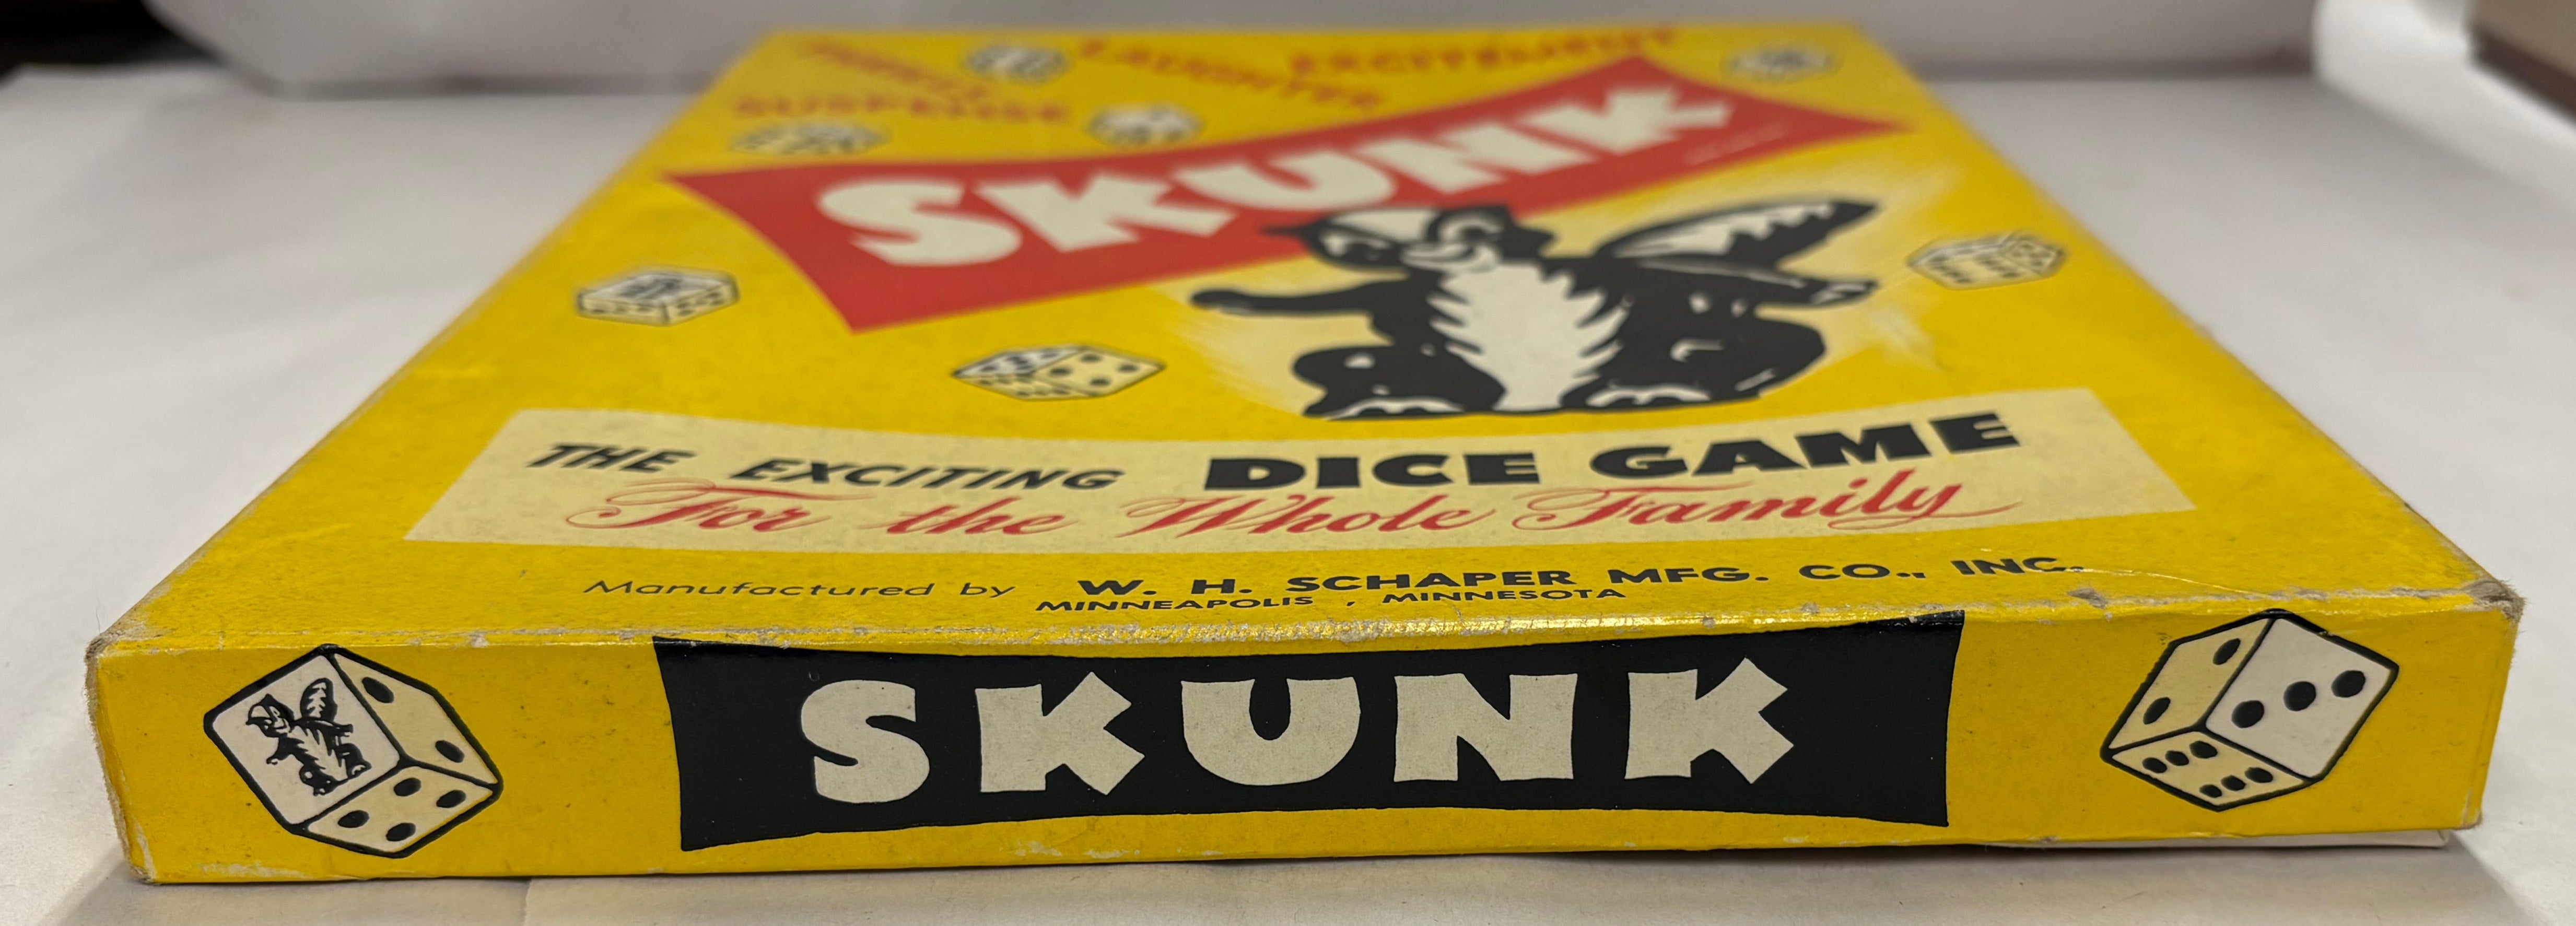 LAUGHTER
EXCITEMENT
SUSPENSE
SKUNK
THE EXCITING DICE GAME
For the Whole Family
Manufactured by W. H. SCHAPER MFG. CO., INC.
MINNEAPOLIS, MINNESOTA
SKUNK